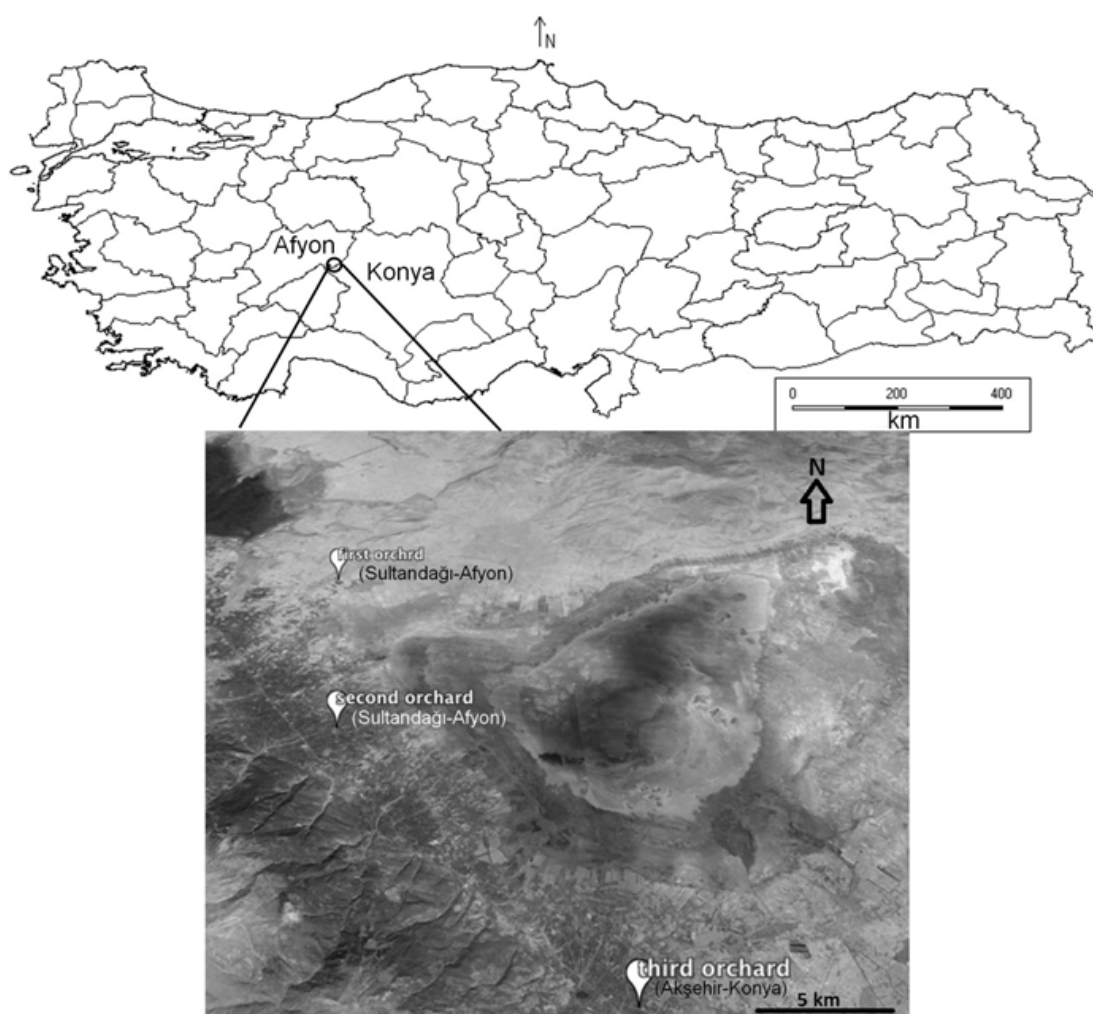 N
Afyon
Konya
0 200 400
km
N
first orchrd
(Sultandağı-Afyon)
second orchard
(Sultandağı-Afyon)
third orchard
(Akşehir-Konya)
5 km